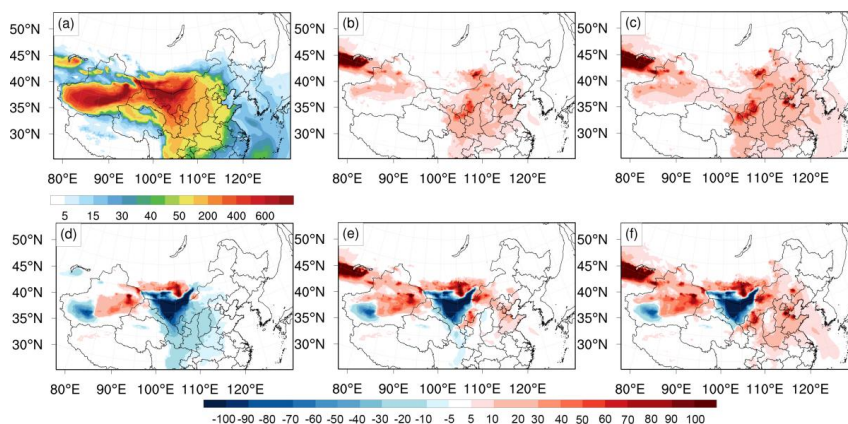 (a) (b) (c)
50°N 50°N 50°N
45°N 45°N 45°N
40°N 40°N 40°N
35°N 35°N 35°N
30°N 30°N 30°N
80°E 90°E 100°E 110°E 120°E 80°E 90°E 100°E 110°E 120°E 80°E 90°E 100°E 110°E 120°E
5 15 30 40 50 200 400 600
(d) (e) (f)
50°N 50°N 50°N
45°N 45°N 45°N
40°N 40°N 40°N
35°N 35°N 35°N
30°N 30°N 30°N
80°E 90°E 100°E 110°E 120°E 80°E 90°E 100°E 110°E 120°E 80°E 90°E 100°E 110°E 120°E
-100 -90 -80 -70 -60 -50 -40 -30 -20 -10 -5 5 10 20 30 40 50 60 70 80 90 100